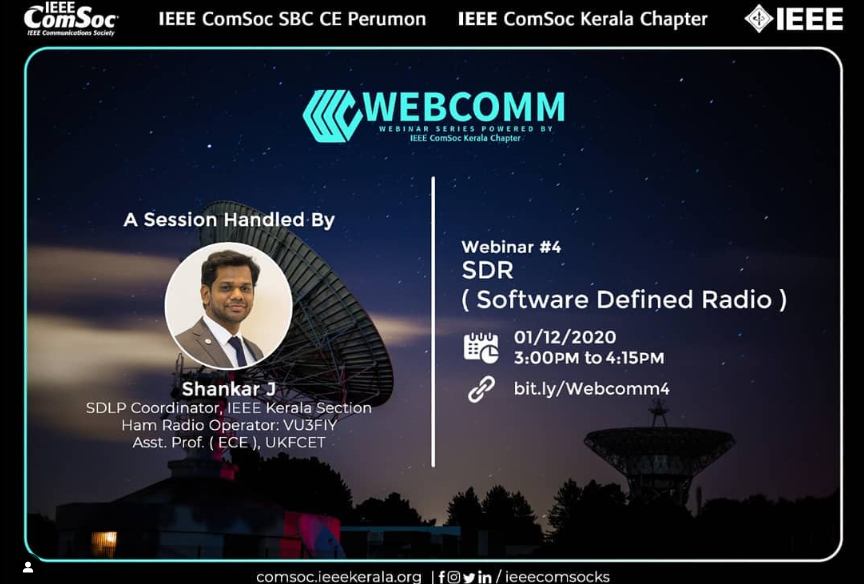 IEEE
ComSoc
IEEE Communications Society
IEEE ComSoc SBC CE Perumon
IEEE ComSoc Kerala Chapter
IEEE
WEBCOMM
WEBINAR SERIES POWERED BY
IEEE ComSoc Kerala Chapter
A Session Handled By
Shankar J
SDLP Coordinator, IEEE Kerala Section
Ham Radio Operator: VU3FIY
Asst. Prof. ( ECE ), UKFCET
Webinar #4
SDR
( Software Defined Radio )
01/12/2020
3:00PM to 4:15PM
bit.ly/Webcomm4
comsoc.ieeekerala.org | / ieeecomsocks